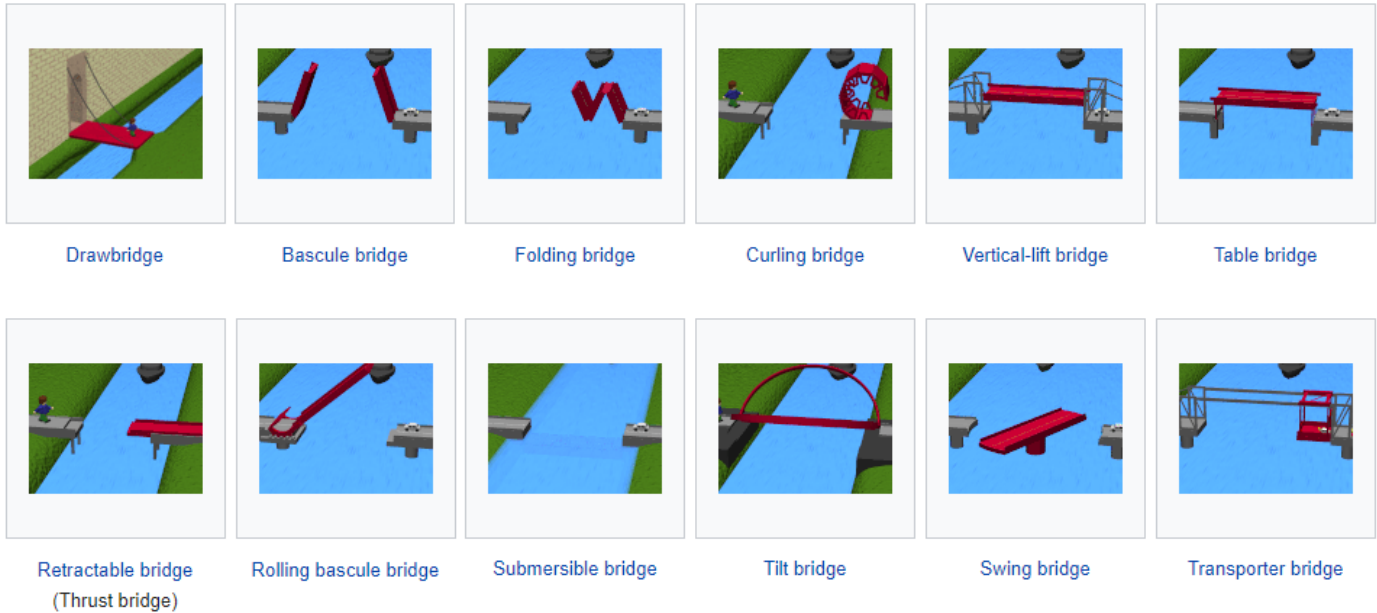 Drawbridge
Bascule bridge
Folding bridge
Curling bridge
Vertical-lift bridge
Table bridge
Retractable bridge
(Thrust bridge)
Rolling bascule bridge
Submersible bridge
Tilt bridge
Swing bridge
Transporter bridge